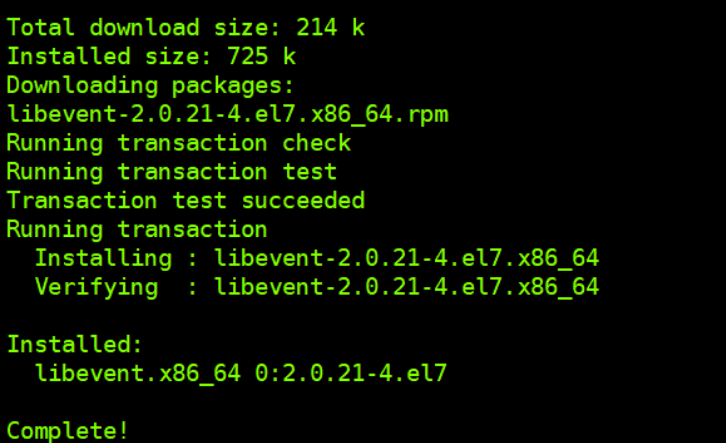 Total download size: 214 k
Installed size: 725 k
Downloading packages:
libevent-2.0.21-4.el7.x86_64.rpm
Running transaction check
Running transaction test
Transaction test succeeded
Running transaction
  Installing : libevent-2.0.21-4.el7.x86_64
  Verifying  : libevent-2.0.21-4.el7.x86_64

Installed:
  libevent.x86_64 0:2.0.21-4.el7

Complete!